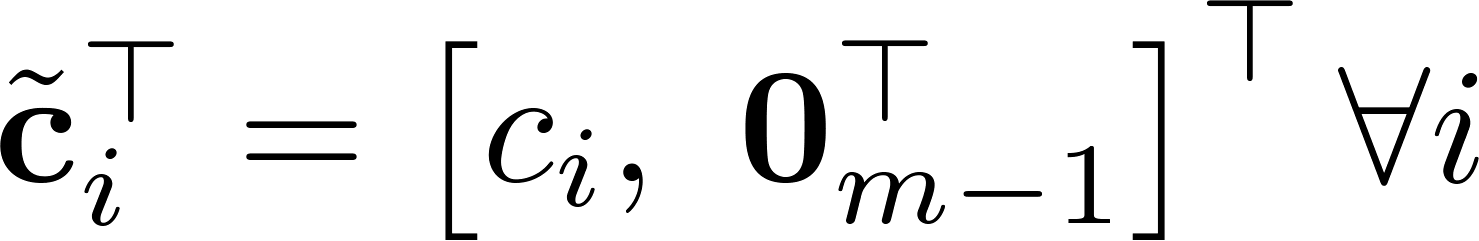 $\tilde{\mathbf{c}}_i^\top = \left[ c_i, \ \mathbf{0}_{m-1}^\top \right]^\top \forall i$